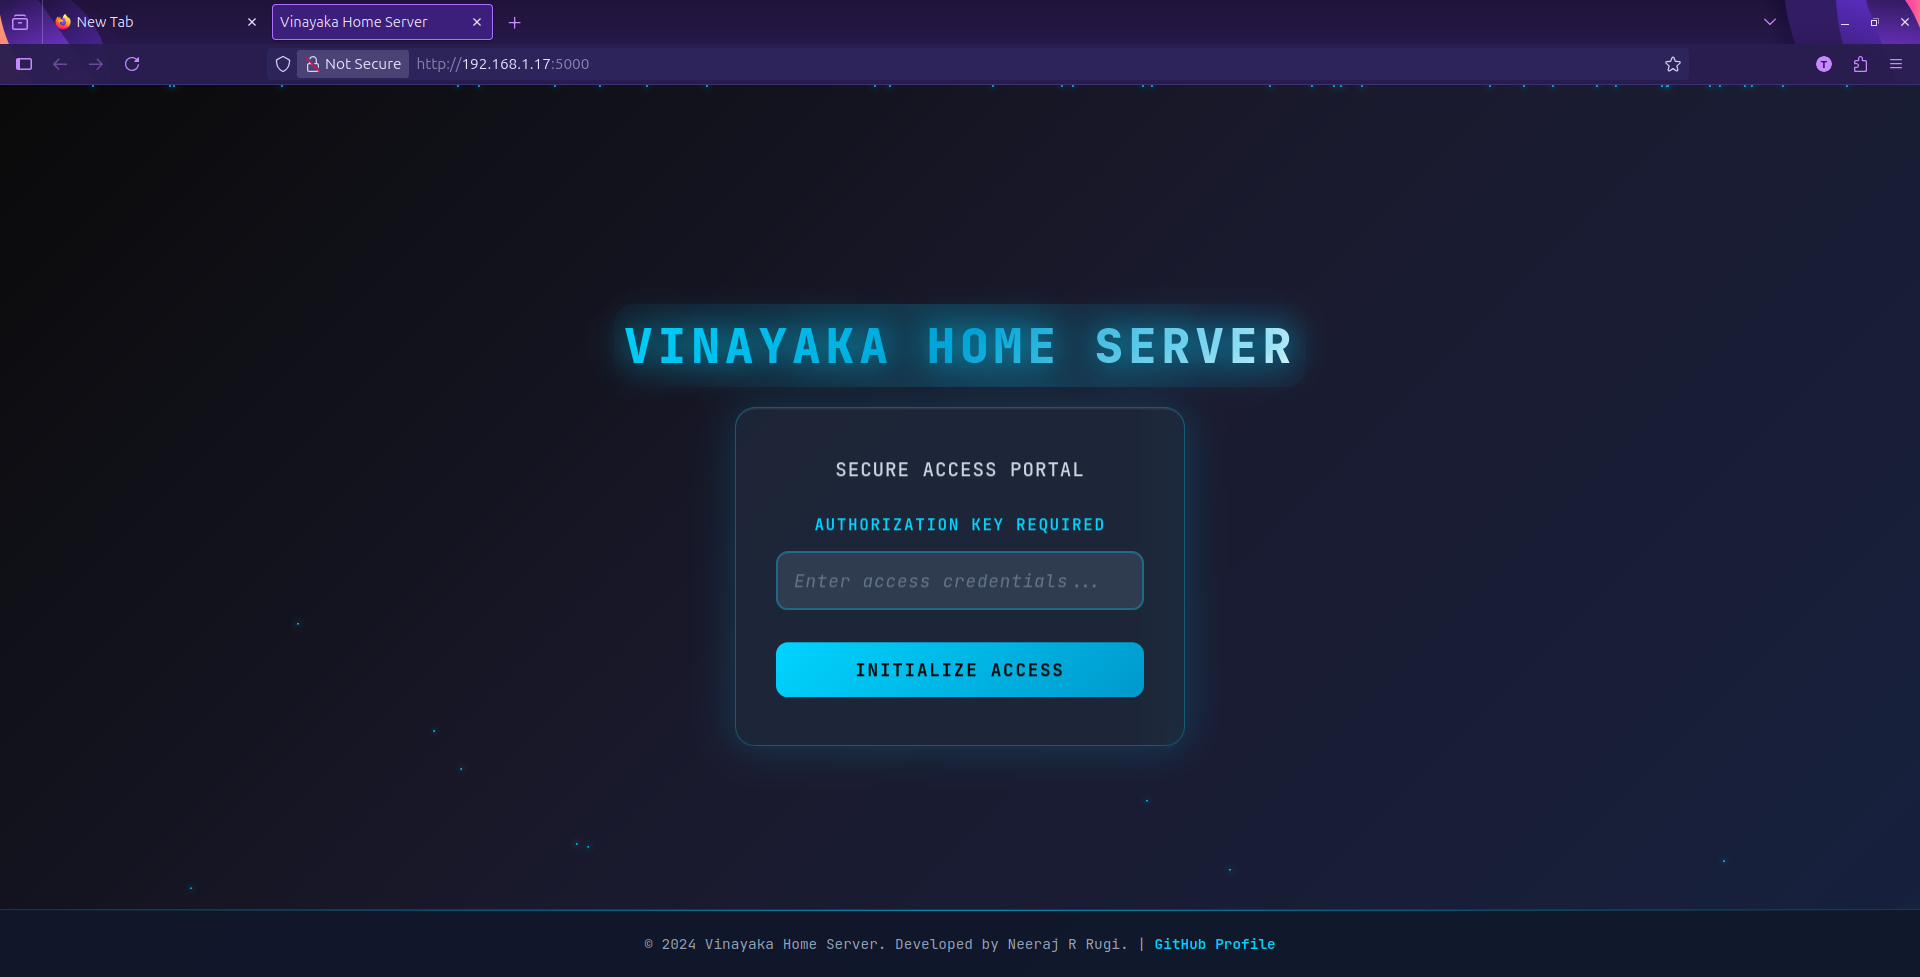 New Tab
Vinayaka Home Server
Not Secure http://192.168.1.17:5000
T
VINAYAKA HOME SERVER
SECURE ACCESS PORTAL
AUTHORIZATION KEY REQUIRED
Enter access credentials...
INITIALIZE ACCESS
© 2024 Vinayaka Home Server. Developed by Neeraj R Rugi. | GitHub Profile